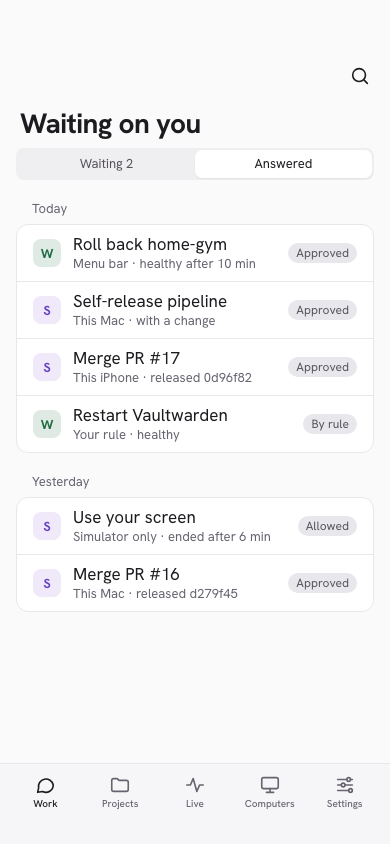 Waiting on you
Waiting 2
Answered
Today
W
Roll back home-gym
Menu bar · healthy after 10 min
Approved
S
Self-release pipeline
This Mac · with a change
Approved
S
Merge PR #17
This iPhone · released 0d96f82
Approved
W
Restart Vaultwarden
Your rule · healthy
By rule
Yesterday
S
Use your screen
Simulator only · ended after 6 min
Allowed
S
Merge PR #16
This Mac · released d279f45
Approved
Work
Projects
Live
Computers
Settings